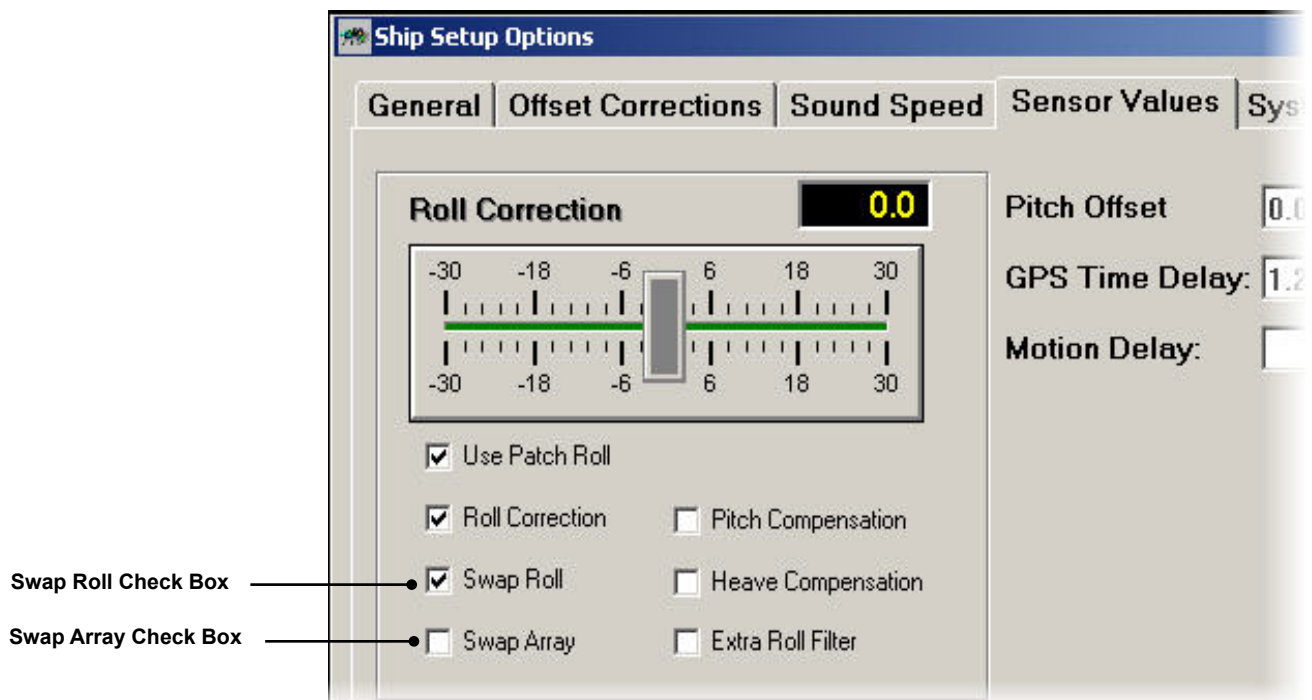 Ship Setup Options
General Offset Corrections Sound Speed Sensor Values
Roll Correction 0.0 Pitch Offset
-30 -18 -6 6 18 30
GPS Time Delay:
-30 -18 -6 6 18 30
Motion Delay:
Use Patch Roll
Roll Correction Pitch Compensation
Swap Roll Check Box Swap Roll Heave Compensation
Swap Array Check Box Swap Array Extra Roll Filter